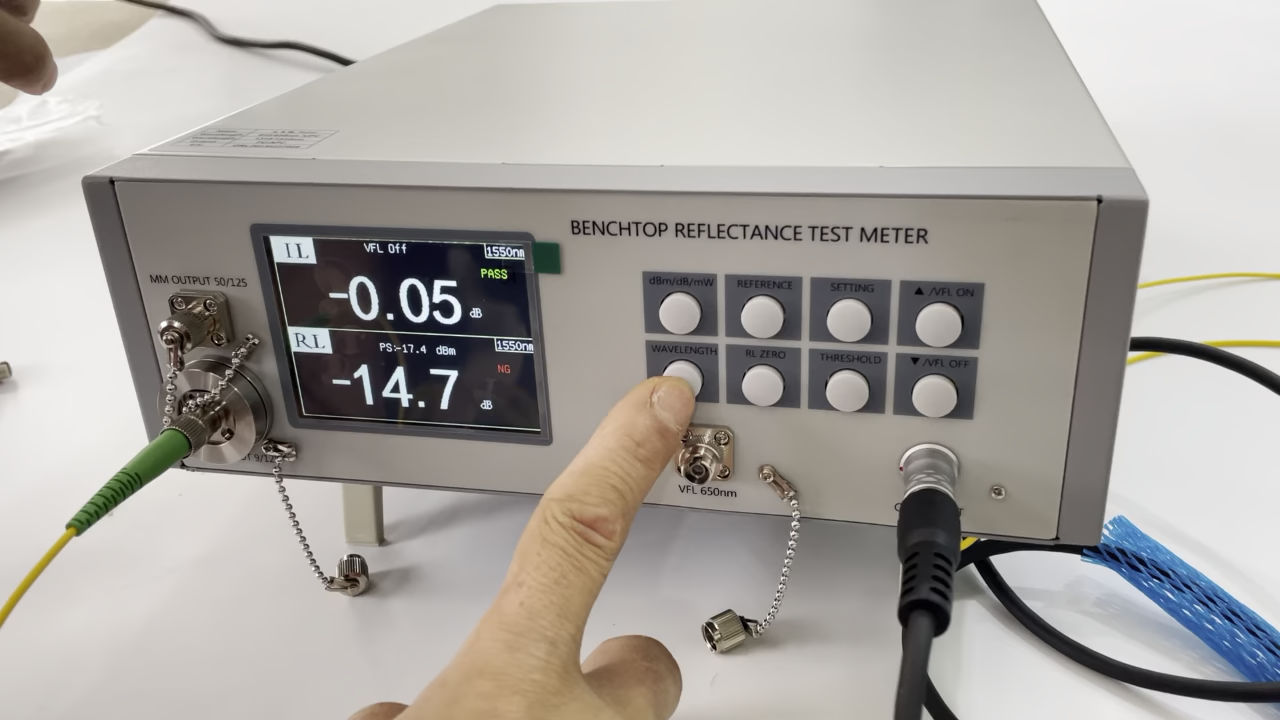 BENCHTOP REFLECTANCE TEST METER
MM OUTPUT 50/125
IL
VFL Off
1550nm
PASS
-0.05 dB
RL
PS:-17.4 dBm
1550nm
NG
-14.7 dB
dBm/dB/mW
REFERENCE
SETTING
▲ /VFL ON
WAVELENGTH
RL ZERO
THRESHOLD
▼ /VFL OFF
VFL 650nm